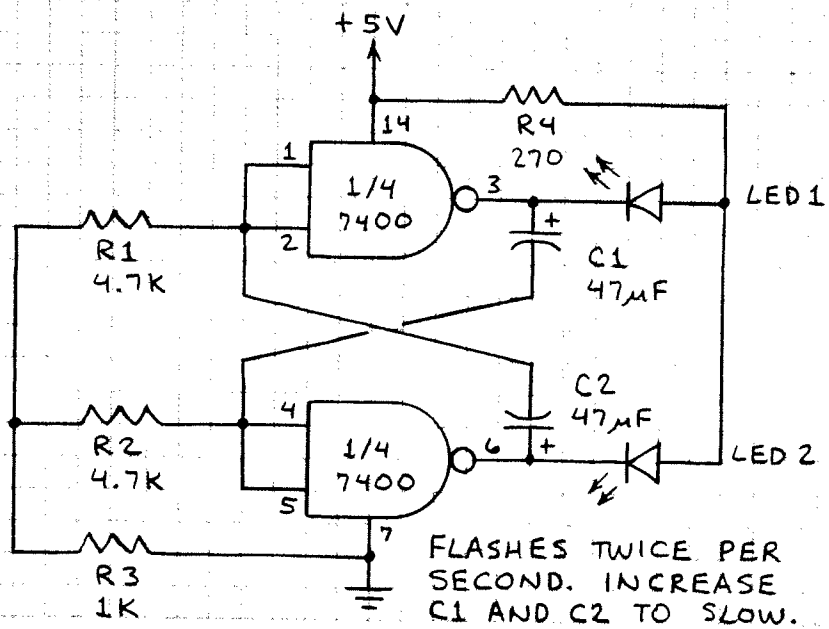 +5V
14
R4
270
1
1/4
7400
3
2
LED 1
+
R1
4.7K
C1
47µF
C2
47µF
4
1/4
7400
6
+
R2
4.7K
5
LED 2
7
R3
1K
FLASHES TWICE PER
SECOND. INCREASE
C1 AND C2 TO SLOW.